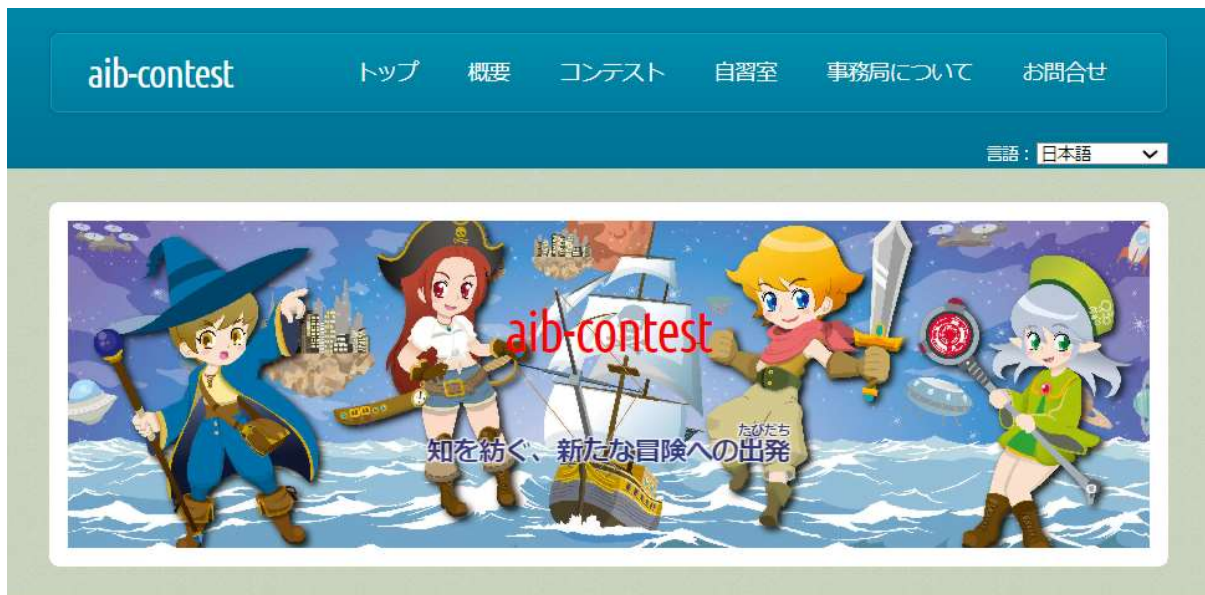 aib-contest トップ 概要 コンテスト 自習室 事務局について お問合せ
言語： 日本語
aib-contest
たびだち
知を紡ぐ、新たな冒険への出発